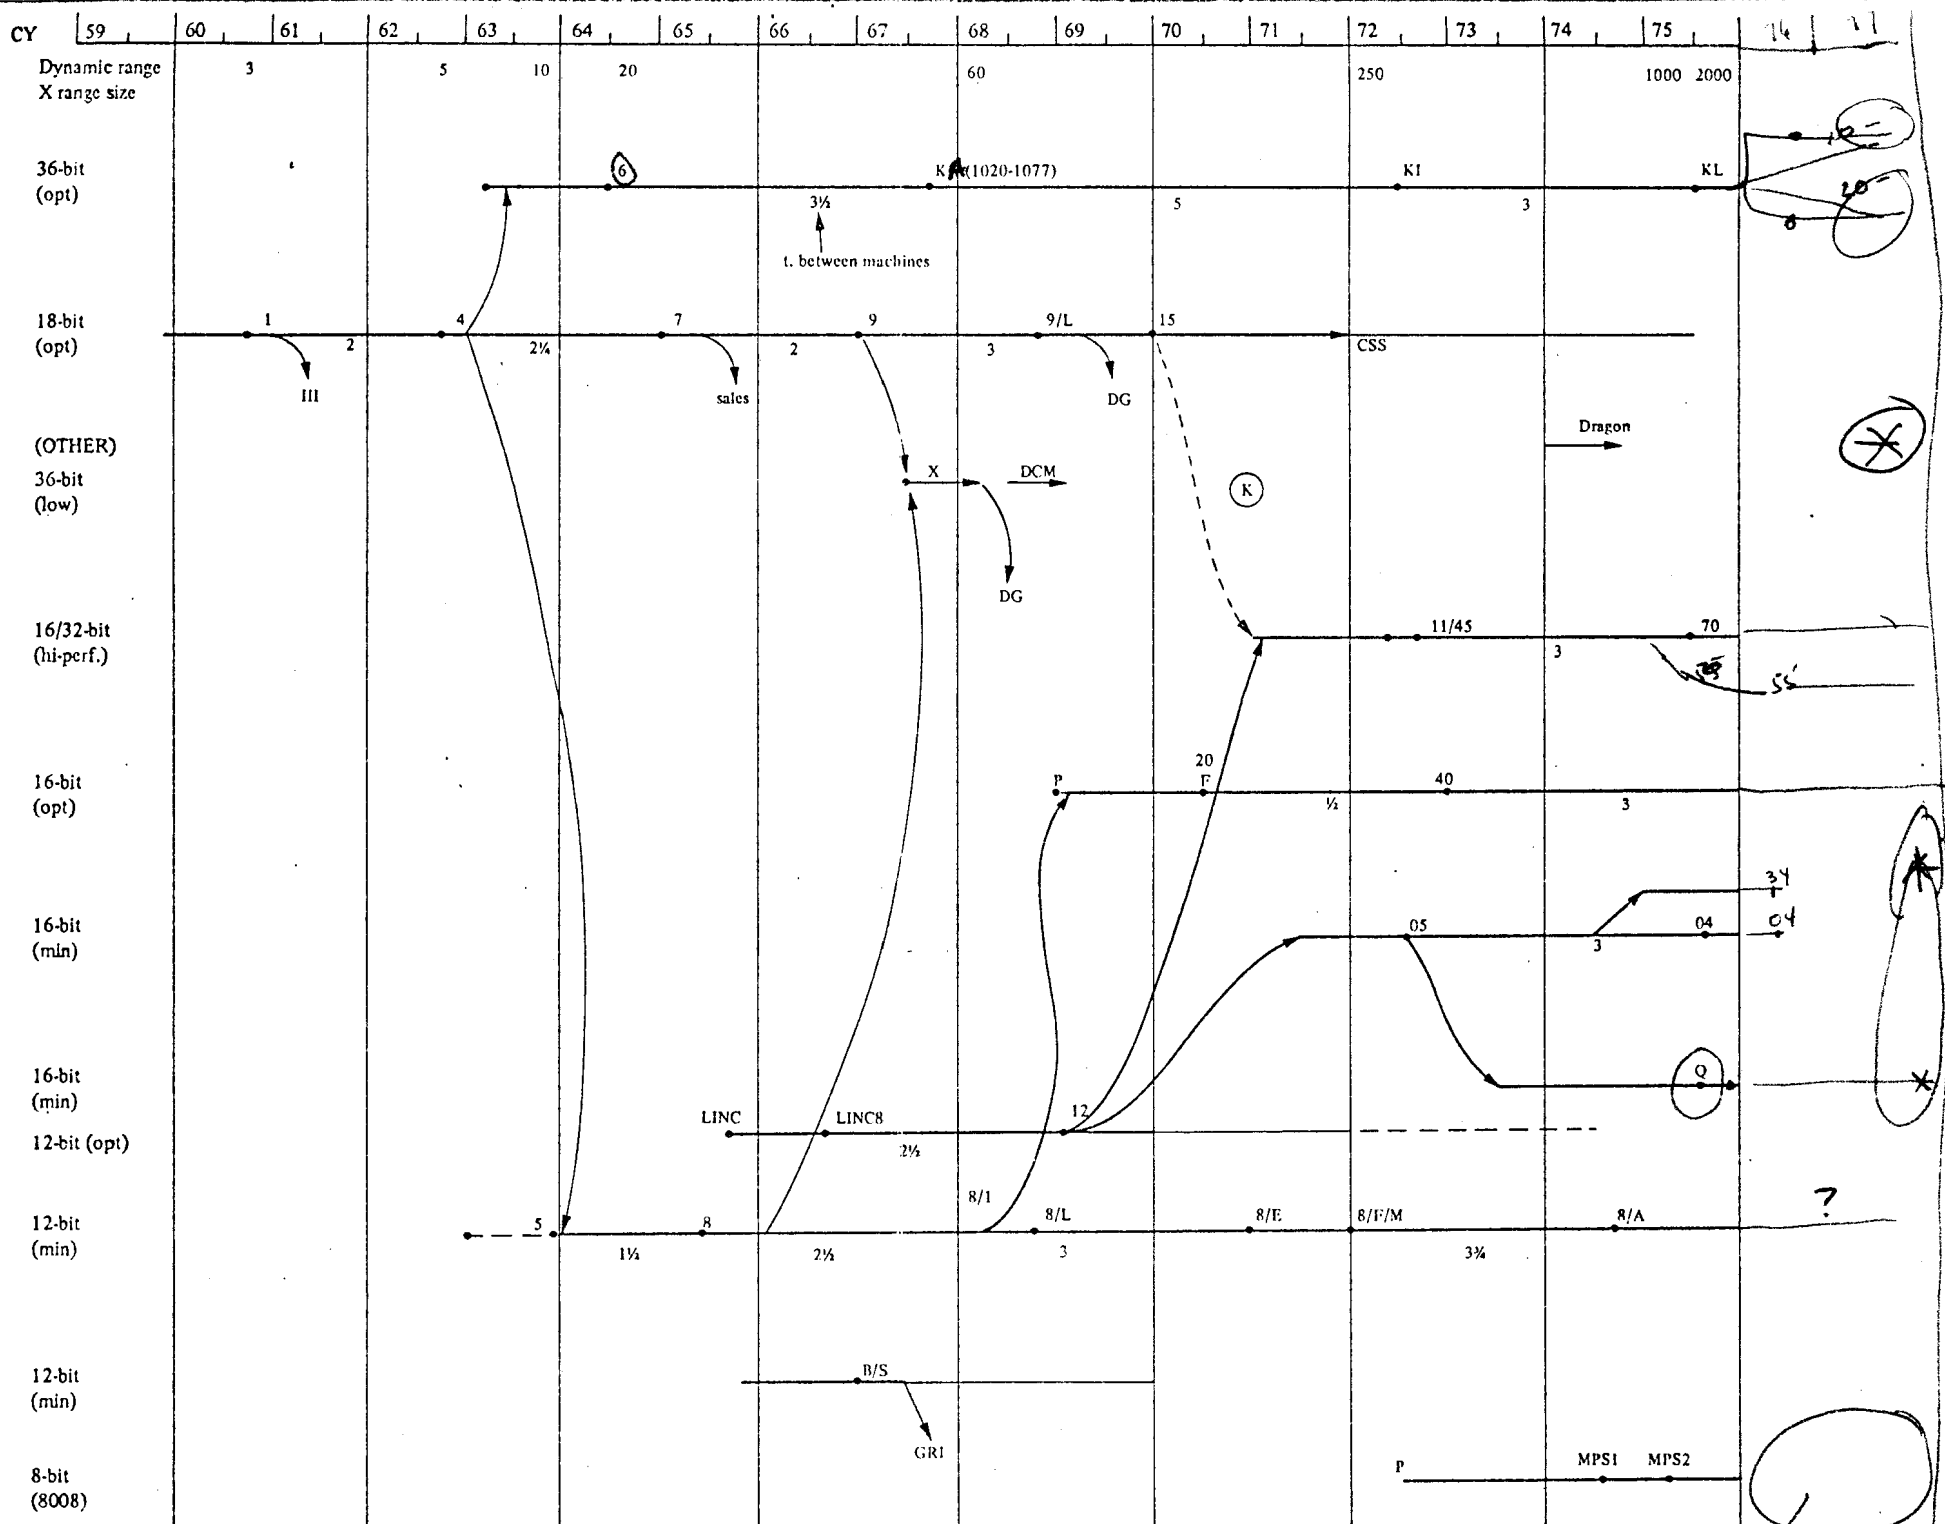 CY 59 60 61 62 63 64 65 66 67 68 69 70 71 72 73 74 75
Dynamic range 3 5 10 20 60 250 1000 2000
X range size
36-bit 6 (1020-1077) KI KL
(opt) 3½ 5 3 20
t. between machines
18-bit 1 4 7 9 9/L 15
(opt) 2 2¼ 2 3 CSS
III sales DG
(OTHER) Dragon
36-bit X DCM K
(low)
DG
16/32-bit 11/45 70
(hi-perf.) 3 55
20
16-bit P F 40
(opt) ½ 3
34
16-bit 05 04 04
(min) 3
16-bit Q
(min)
LINC LINC8 12
12-bit (opt) 2½
8/1
12-bit 5 8 8/L 8/E 8/F/M 8/A ?
(min) 2½ 3 3¾
12-bit B/S
(min)
GRI
8-bit P MPS1 MPS2
(8008)